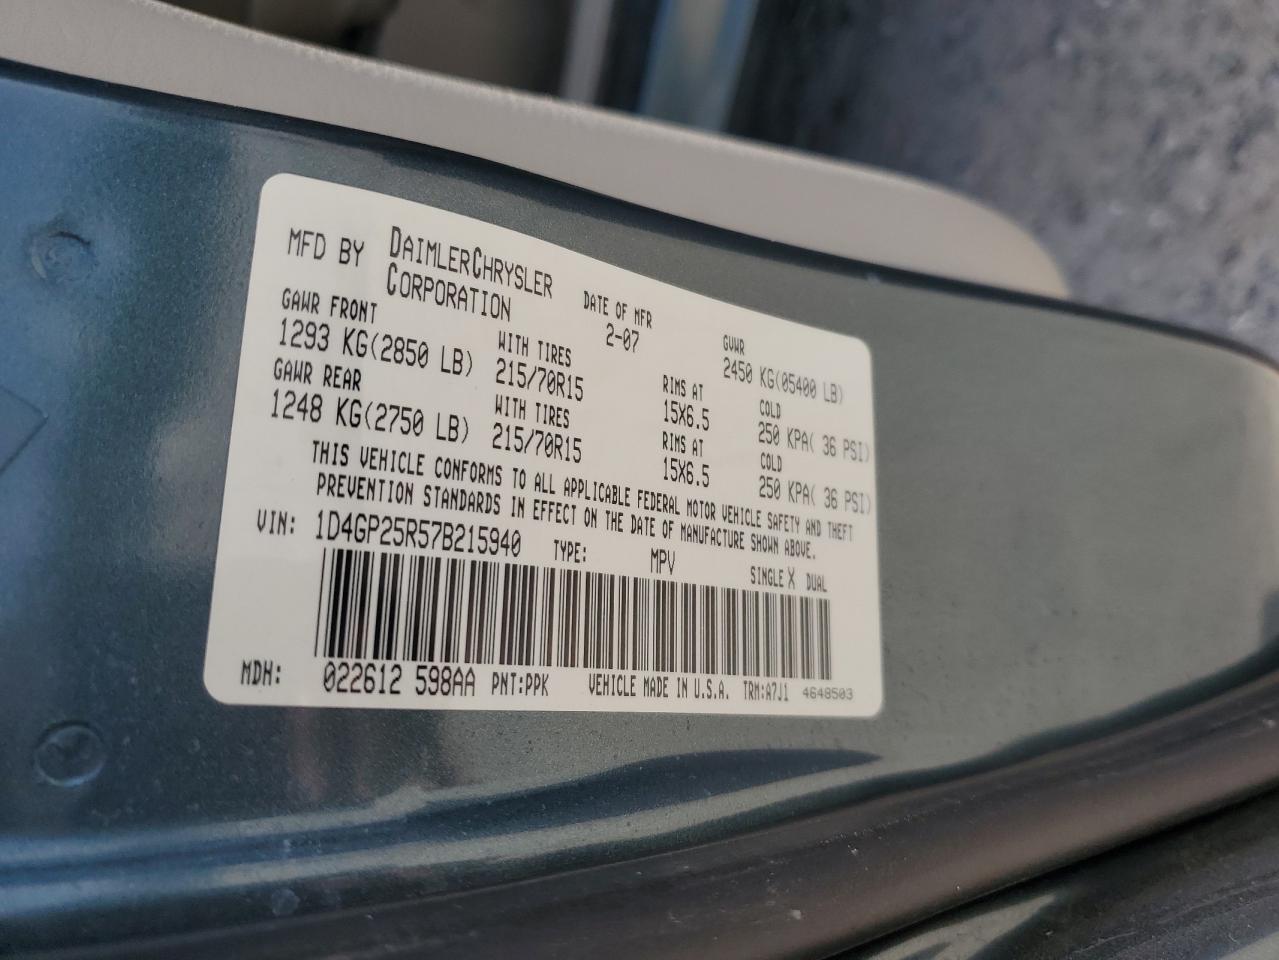 MFD BY DAIMLERCHRYSLER CORPORATION DATE OF MFR 2-07 GVWR 2450 KG(05400 LB)
GAWR FRONT WITH TIRES RIMS AT COLD
1293 KG(2850 LB) 215/70R15 15X6.5 250 KPA( 36 PSI)
GAWR REAR WITH TIRES RIMS AT COLD
1248 KG(2750 LB) 215/70R15 15X6.5 250 KPA( 36 PSI)
THIS VEHICLE CONFORMS TO ALL APPLICABLE FEDERAL MOTOR VEHICLE SAFETY AND THEFT
PREVENTION STANDARDS IN EFFECT ON THE DATE OF MANUFACTURE SHOWN ABOVE.
VIN: 1D4GP25R57B215940 TYPE: MPV SINGLE X DUAL
MDH: 022612 598AA PNT:PPK VEHICLE MADE IN U.S.A. TRM:A7J1 4648503